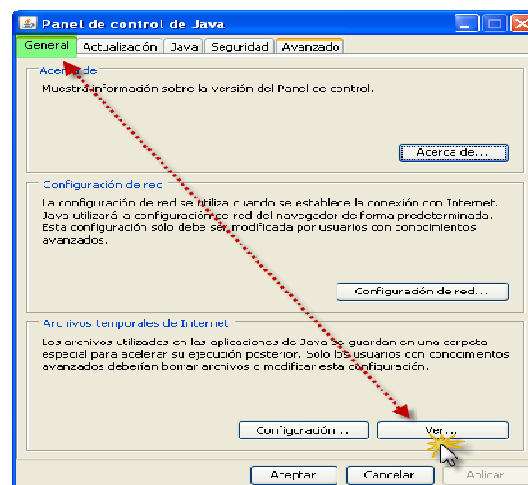 Panel de control de Java
General Actualización Java Seguridad Avanzado
Acerca de
Muestra información sobre la versión del Panel de control.
Acerca de...
Configuración de red
La configuración de red se utiliza cuando se establece la conexión con Internet.
Java utilizará la configuración de red del navegador de forma predeterminada.
Esta configuración sólo debe ser modificada por usuarios con conocimientos
avanzados.
Configuración de red...
Archivos temporales de Internet
Los archivos utilizados en las aplicaciones de Java se guardan en una carpeta
especial para acelerar su ejecución posterior. Sólo los usuarios con conocimientos
avanzados deberían borrar archivos o modificar esta configuración.
Configuración... Ver...
Aceptar Cancelar Aplicar